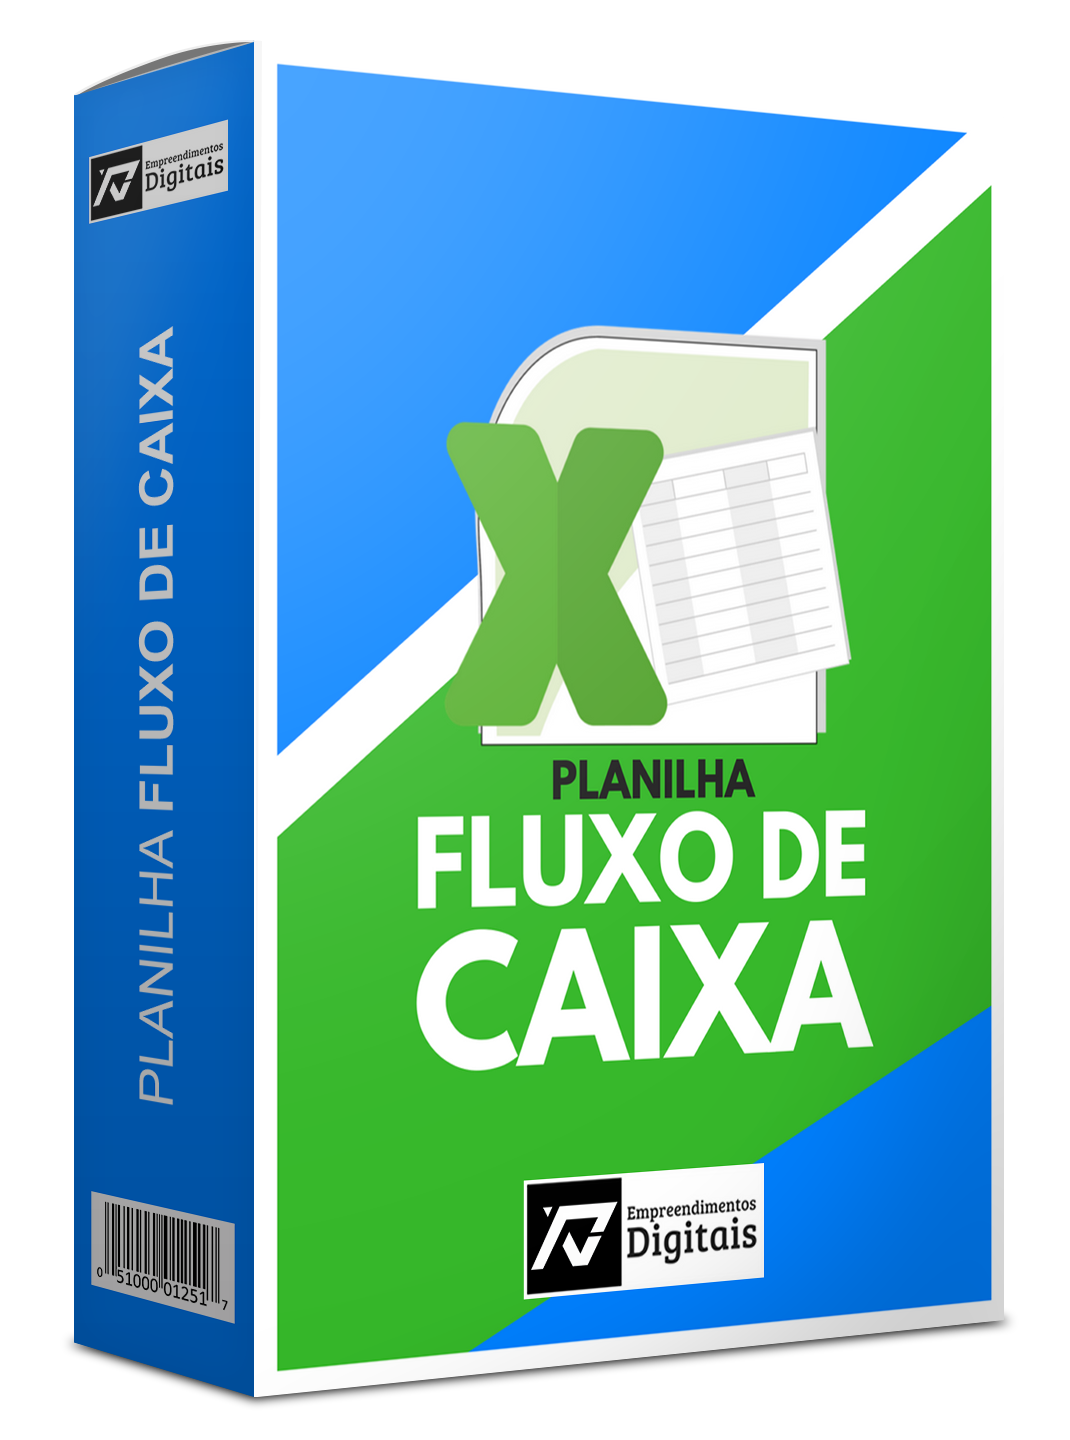 Empreendimentos
Digitais
PLANILHA FLUXO DE CAIXA
0 51000 01251 7
PLANILHA
FLUXO DE
CAIXA
Empreendimentos
Digitais